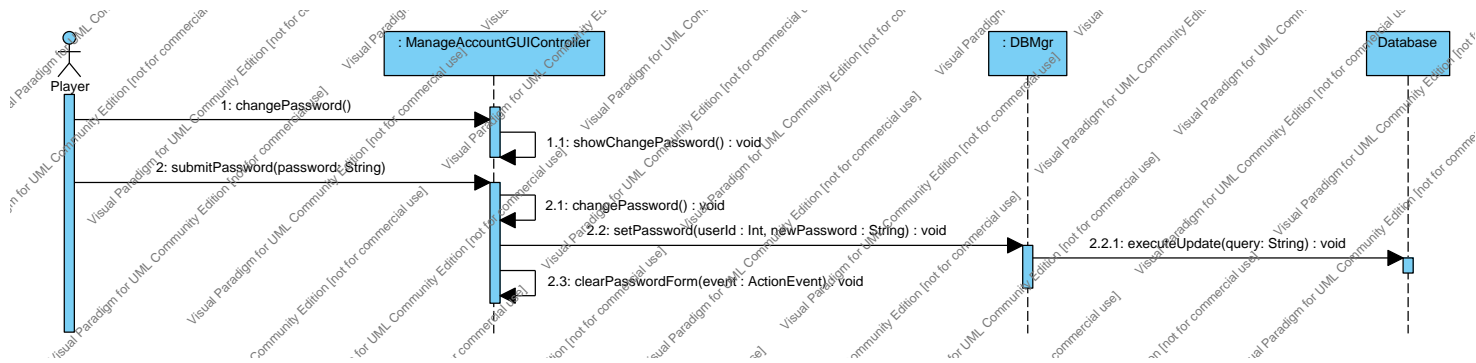 : ManageAccountGUIController
: DBMgr
Database
Player
1: changePassword()
1.1: showChangePassword() : void
2: submitPassword(password: String)
2.1: changePassword() : void
2.2: setPassword(userId : Int, newPassword : String) : void
2.2.1: executeUpdate(query: String) : void
2.3: clearPasswordForm(event : ActionEvent) : void
Visual Paradigm for UML Community Edition [not for commercial use]